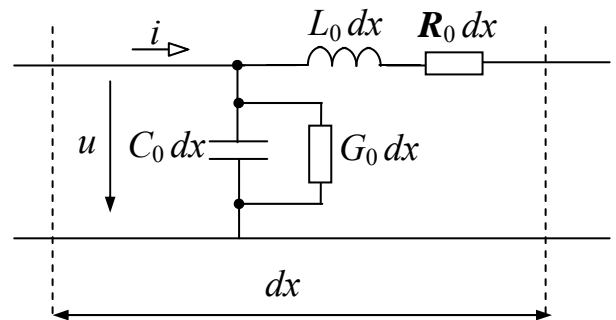 i
L₀ dx
R₀ dx
u
C₀ dx
G₀ dx
dx